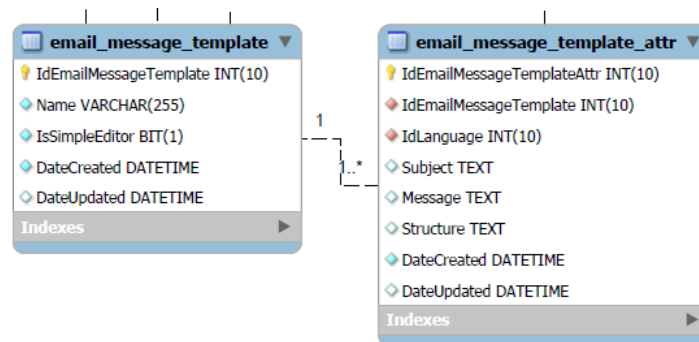 email_message_template
IdEmailMessageTemplate INT(10)
Name VARCHAR(255)
IsSimpleEditor BIT(1)
DateCreated DATETIME
DateUpdated DATETIME
Indexes
1
1..*
email_message_template_attr
IdEmailMessageTemplateAttr INT(10)
IdEmailMessageTemplate INT(10)
IdLanguage INT(10)
Subject TEXT
Message TEXT
Structure TEXT
DateCreated DATETIME
DateUpdated DATETIME
Indexes